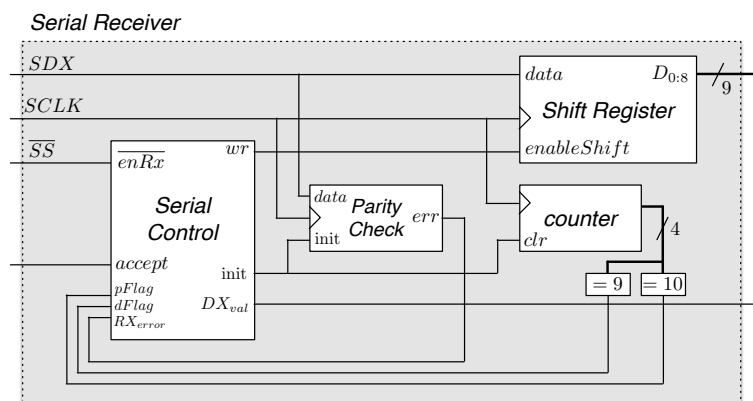 Serial Receiver
SDX
SCLK
SS
data
D0:8
9
Shift Register
enableShift
enRx
wr
Serial
Control
accept
pFlag
dFlag
RXerror
init
DXval
data
Parity
Check
init
err
counter
clr
4
= 9
= 10